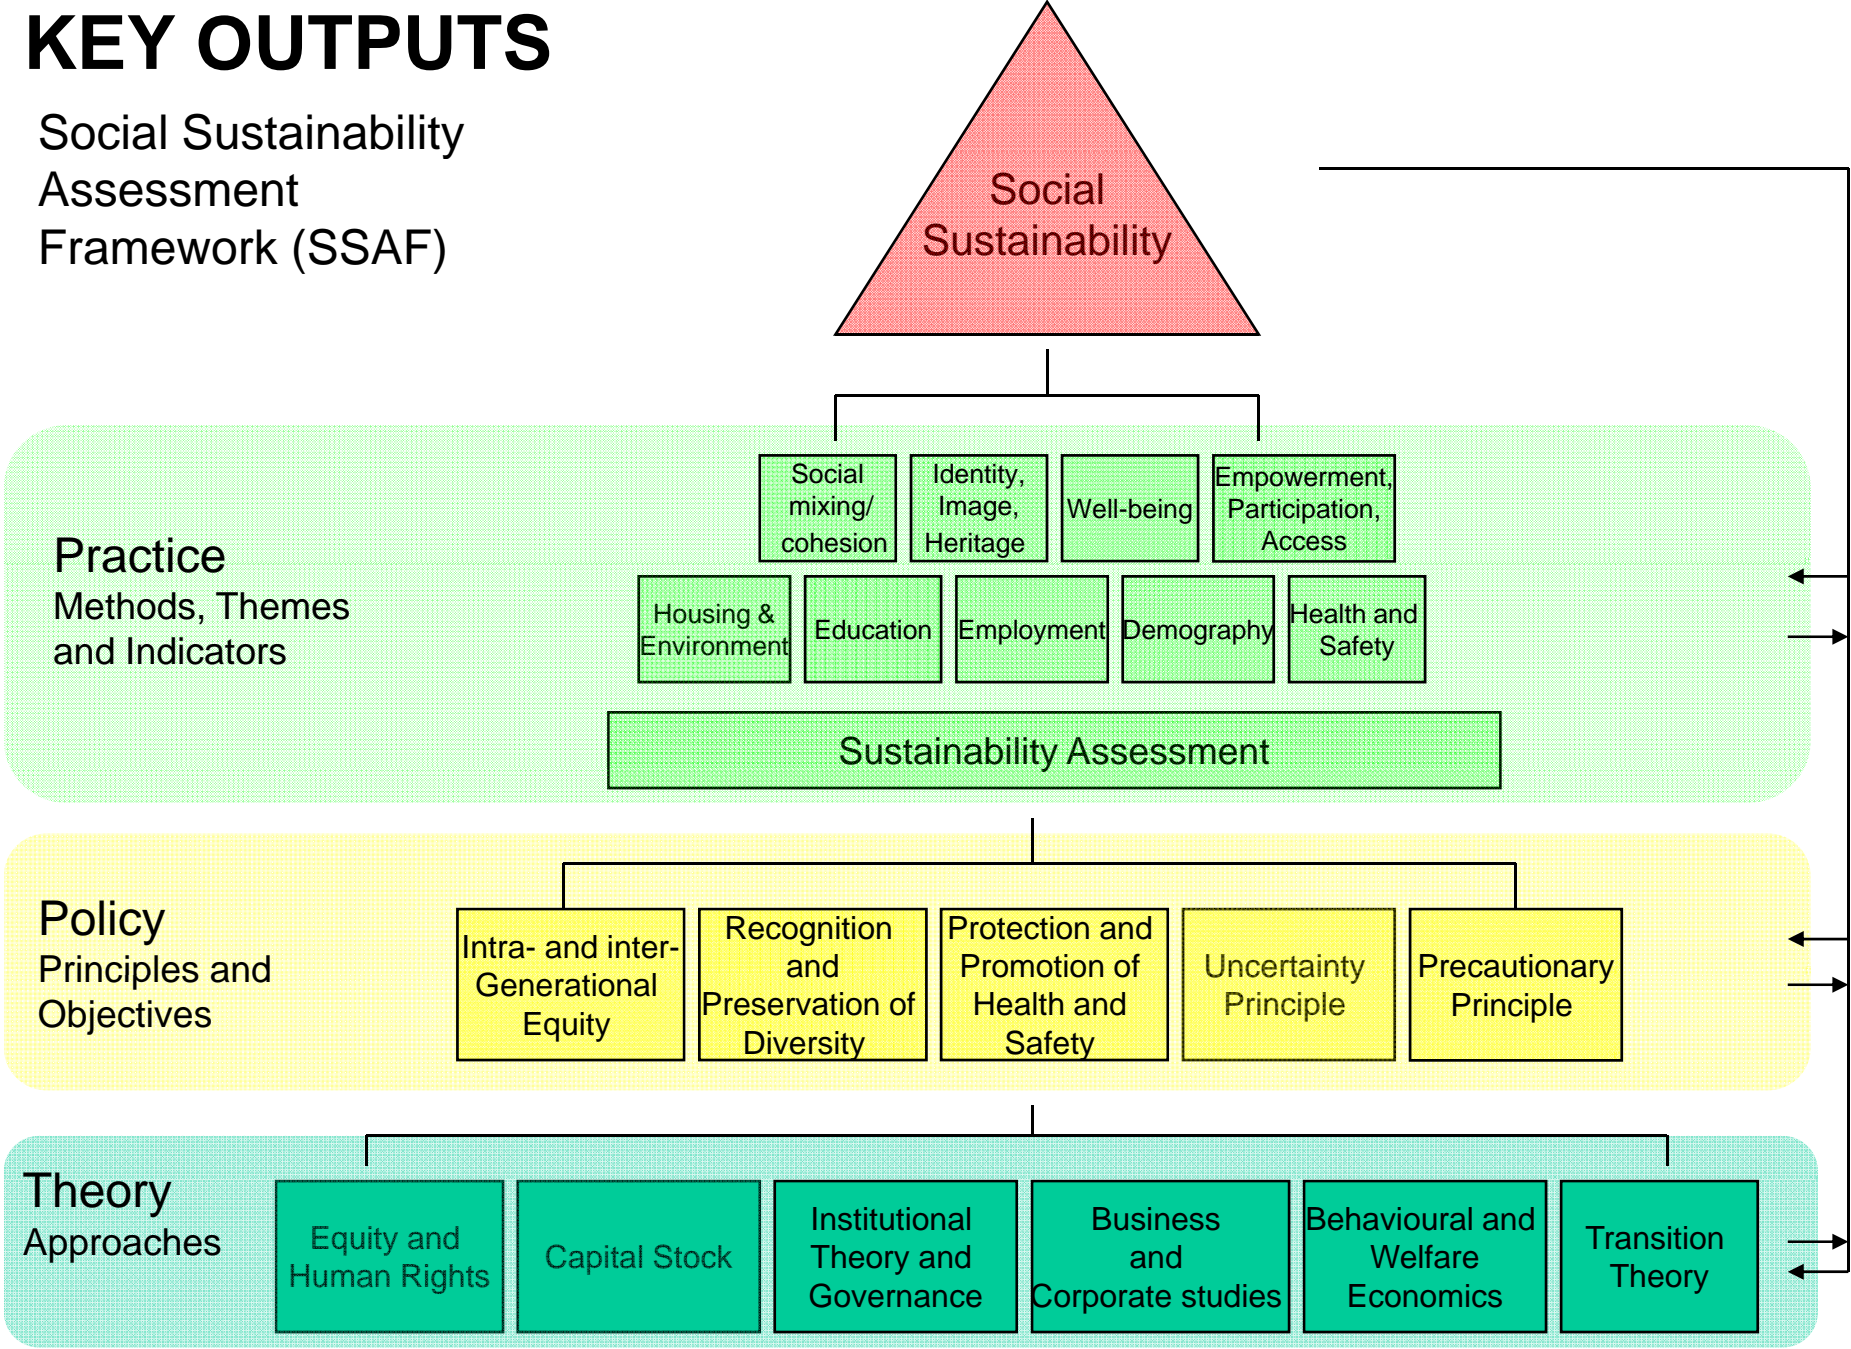 KEY OUTPUTS
Social Sustainability
Assessment
Framework (SSAF)
Social
Sustainability
Practice
Methods, Themes
and Indicators
Social
mixing/
cohesion
Identity,
Image,
Heritage
Well-being
Empowerment,
Participation,
Access
Housing &
Environment
Education
Employment
Demography
Health and
Safety
Sustainability Assessment
Policy
Principles and
Objectives
Intra- and inter-
Generational
Equity
Recognition
and
Preservation of
Diversity
Protection and
Promotion of
Health and
Safety
Uncertainty
Principle
Precautionary
Principle
Theory
Approaches
Equity and
Human Rights
Capital Stock
Institutional
Theory and
Governance
Business
and
Corporate studies
Behavioural and
Welfare
Economics
Transition
Theory